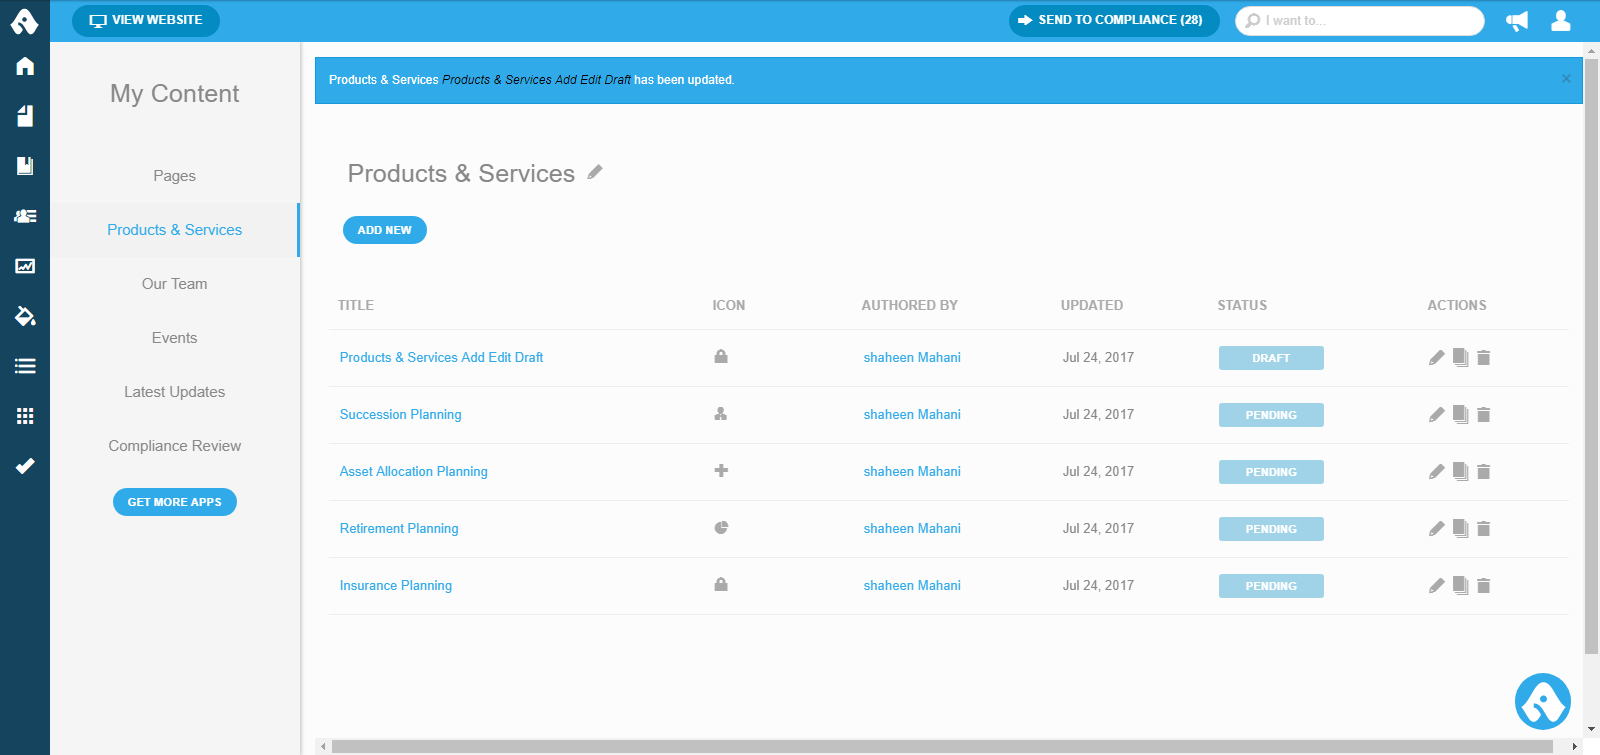 VIEW WEBSITE
SEND TO COMPLIANCE (28)
I want to...
My Content
Pages
Products & Services
Our Team
Events
Latest Updates
Compliance Review
GET MORE APPS
Products & Services Products & Services Add Edit Draft has been updated.
×
Products & Services
ADD NEW
TITLE ICON AUTHORED BY UPDATED STATUS ACTIONS
Products & Services Add Edit Draft shaheen Mahani Jul 24, 2017 DRAFT
Succession Planning shaheen Mahani Jul 24, 2017 PENDING
Asset Allocation Planning shaheen Mahani Jul 24, 2017 PENDING
Retirement Planning shaheen Mahani Jul 24, 2017 PENDING
Insurance Planning shaheen Mahani Jul 24, 2017 PENDING